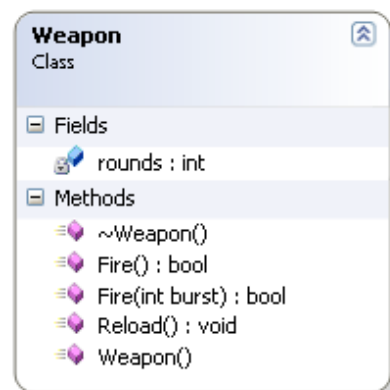 Weapon
Class
Fields
rounds : int
Methods
~Weapon()
Fire() : bool
Fire(int burst) : bool
Reload() : void
Weapon()